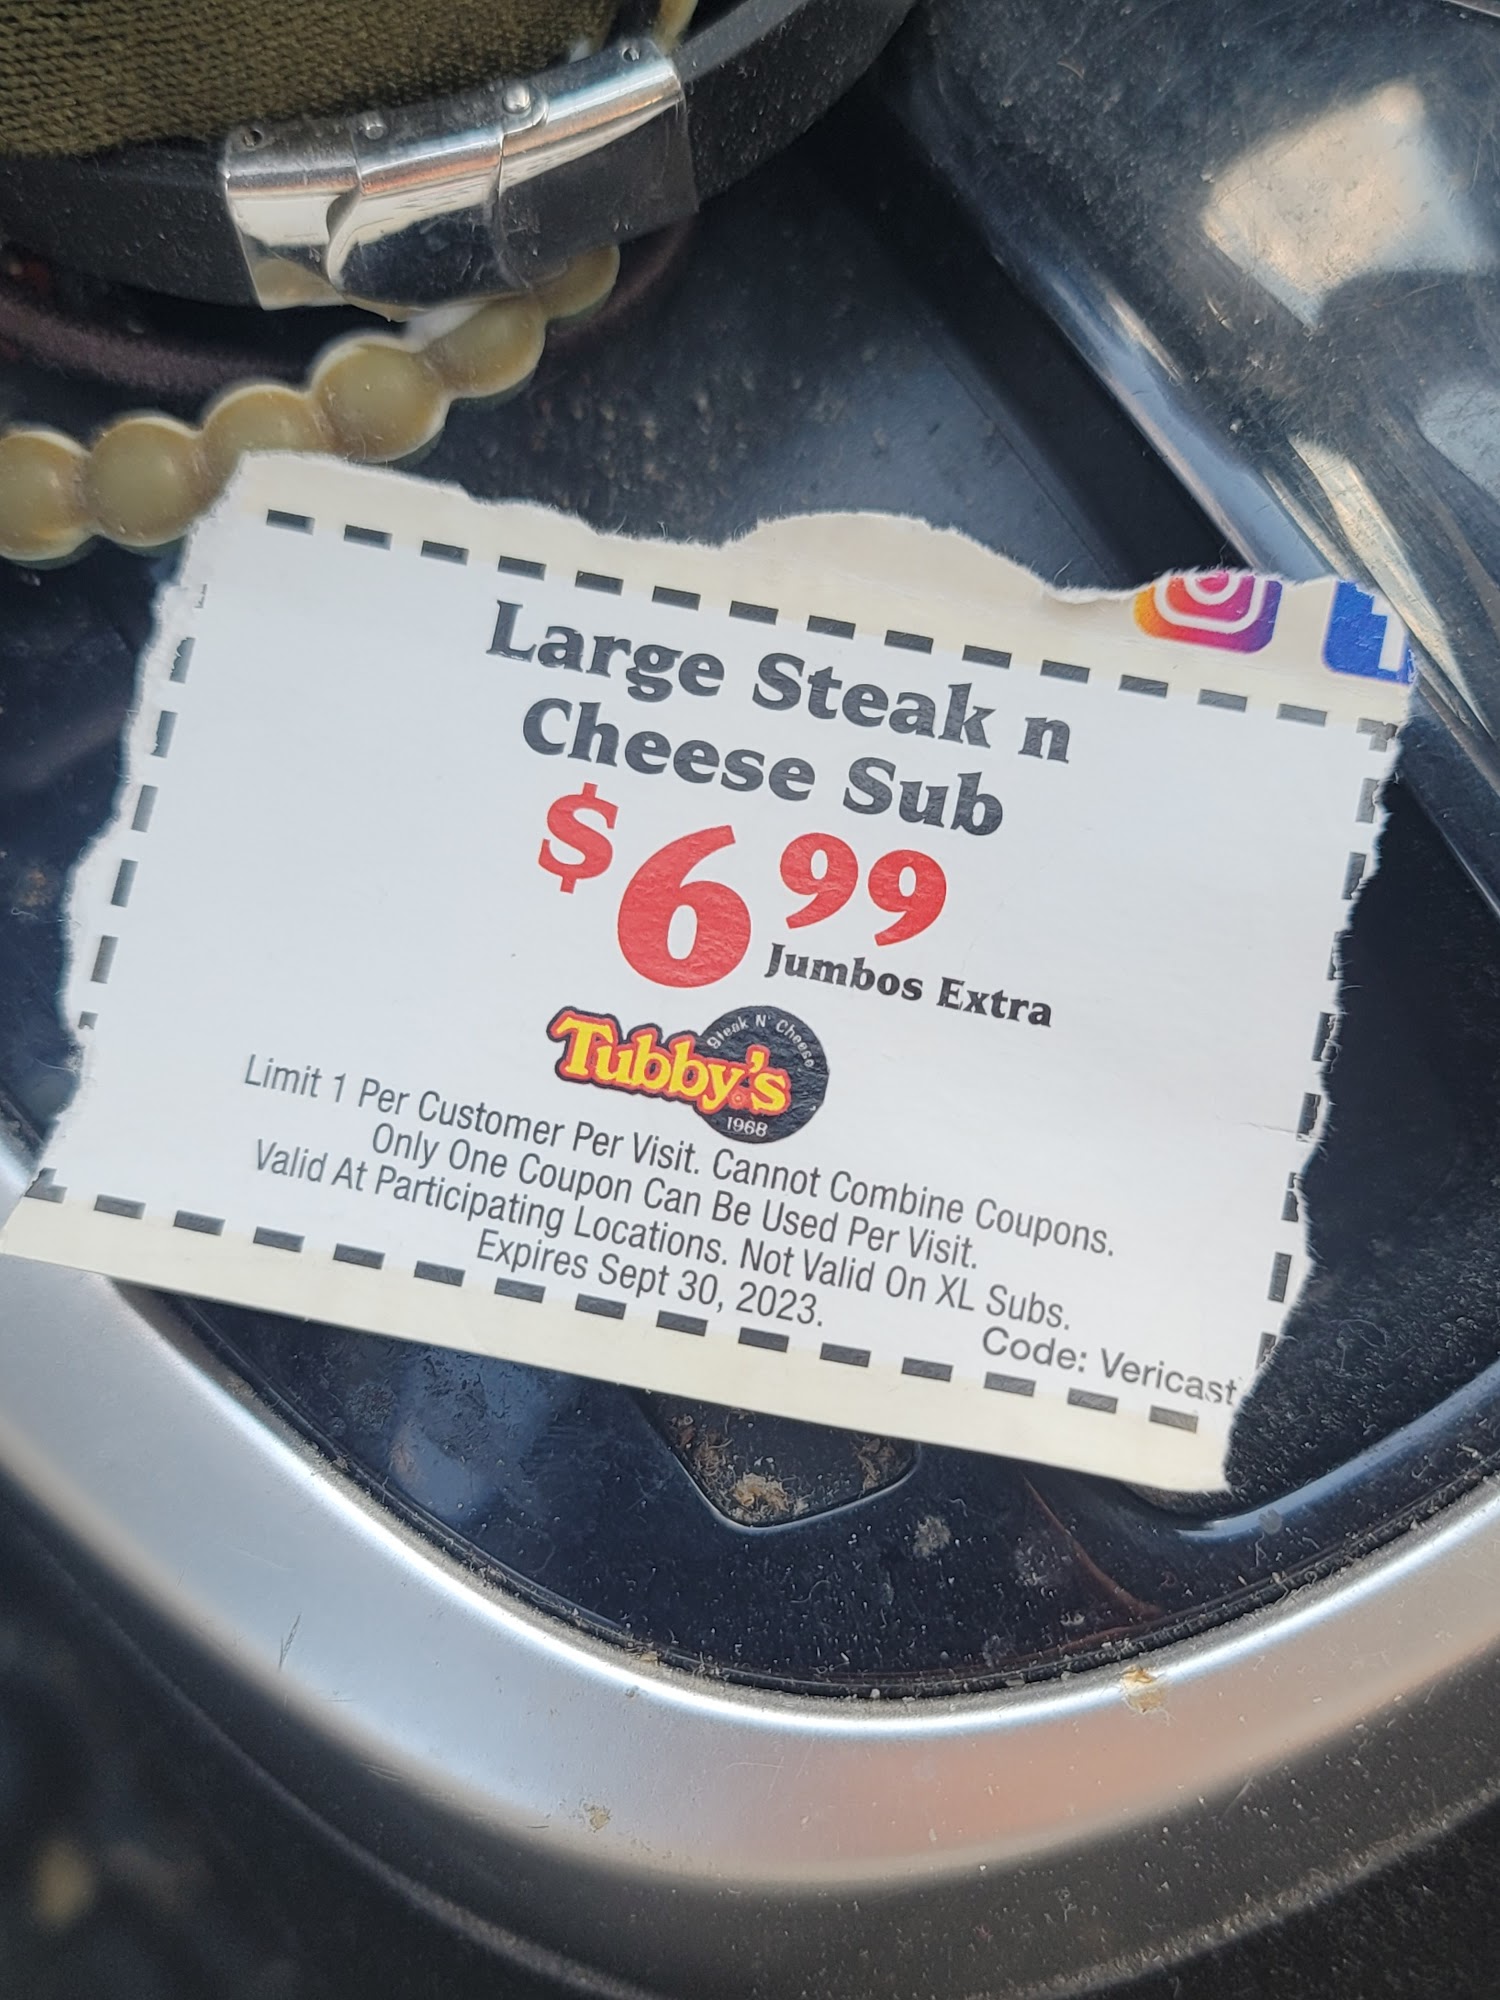 Large Steak n
Cheese Sub
$6 99
Jumbos Extra
Steak N' Cheese
Tubby's
1968
Limit 1 Per Customer Per Visit. Cannot Combine Coupons.
Only One Coupon Can Be Used Per Visit.
Valid At Participating Locations. Not Valid On XL Subs.
Expires Sept 30, 2023.
Code: Vericast